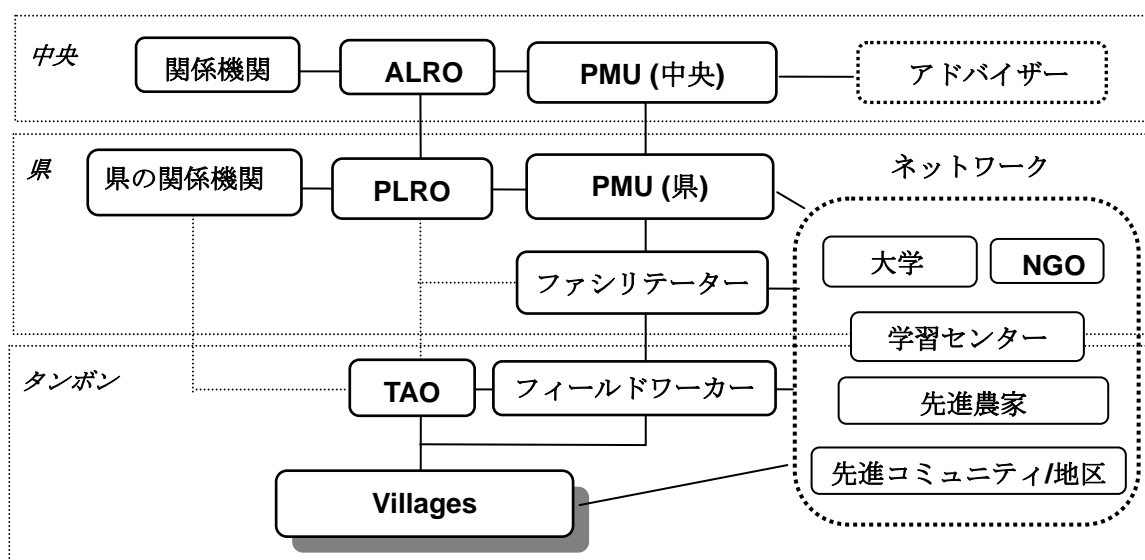 中央
関係機関
ALRO
PMU (中央)
アドバイザー
県
県の関係機関
PLRO
PMU (県)
ネットワーク
大学
NGO
ファシリテーター
学習センター
タンボン
TAO
フィールドワーカー
先進農家
先進コミュニティ/地区
Villages